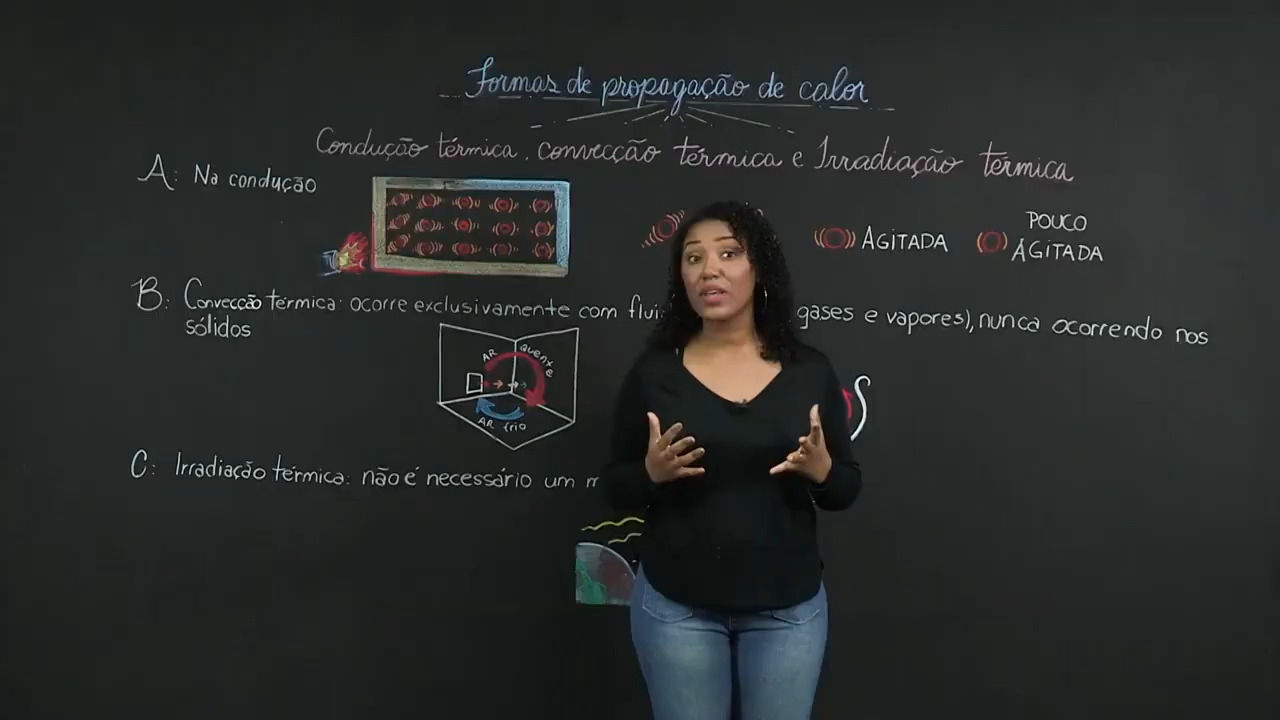 Formas de propagação de calor
Condução térmica, convecção térmica e Irradiação térmica
A: Na condução
AGITADA
POUCO
AGITADA
B: Convecção térmica: ocorre exclusivamente com gases e vapores), nunca ocorrendo nos
sólidos
AR quente
AR frio
C: Irradiação térmica: não é necessário um